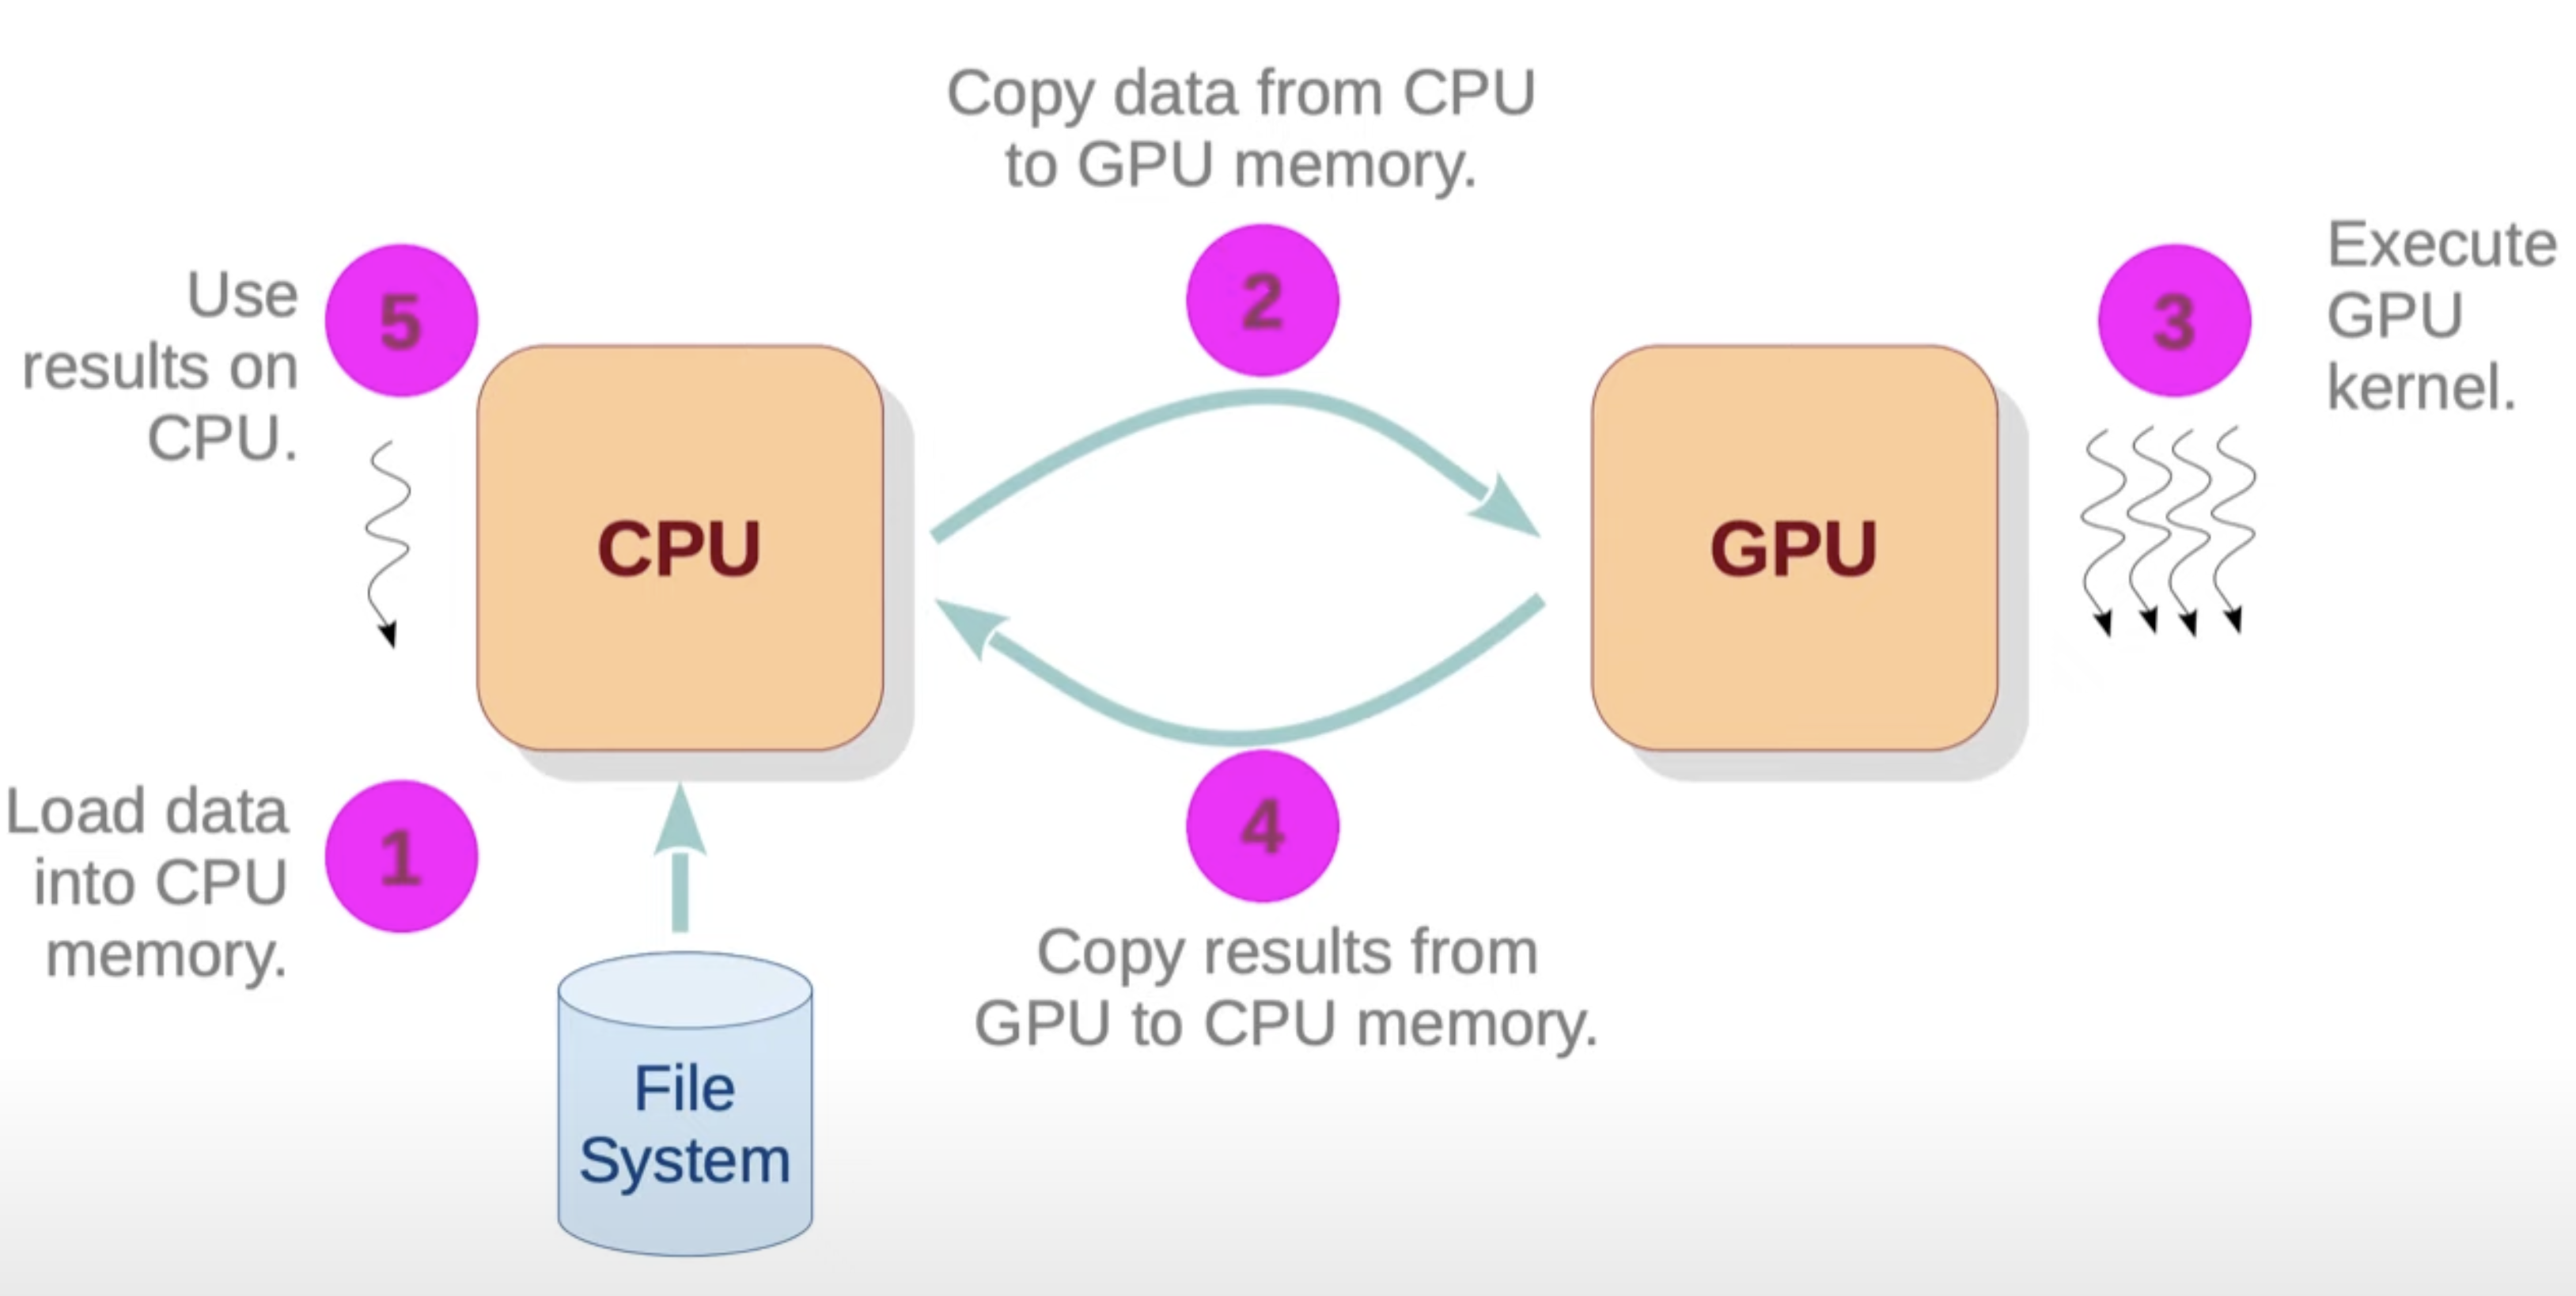 Copy data from CPU
to GPU memory.
2
Use
results on
CPU.
5
CPU
GPU
3
Execute
GPU
kernel.
Load data
into CPU
memory.
1
4
Copy results from
GPU to CPU memory.
File
System